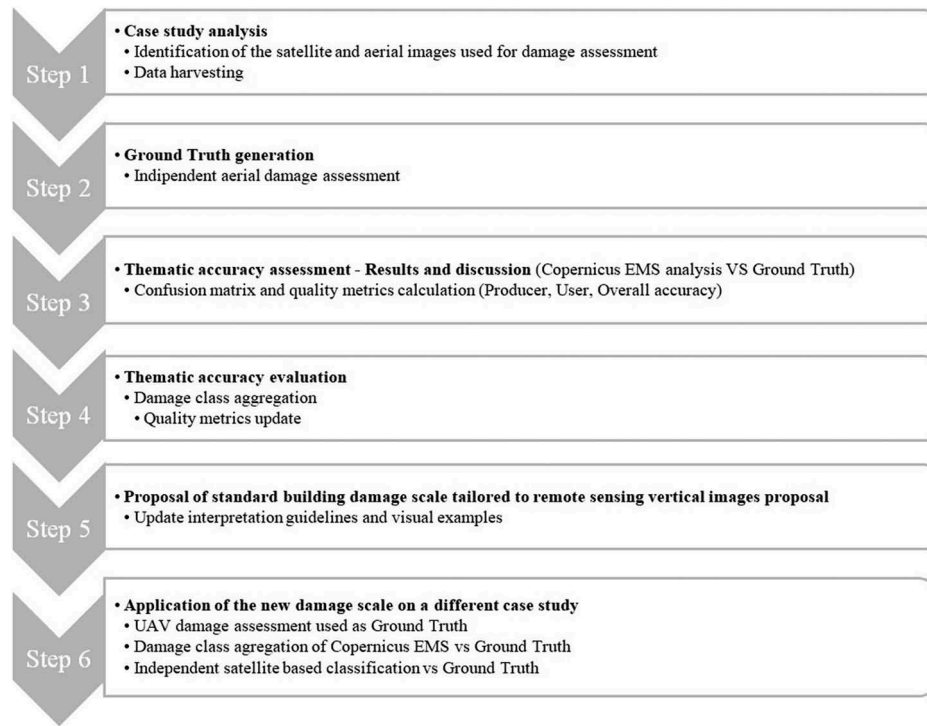 Step 1
• Case study analysis
• Identification of the satellite and aerial images used for damage assessment
• Data harvesting
Step 2
• Ground Truth generation
• Indipendent aerial damage assessment
Step 3
• Thematic accuracy assessment - Results and discussion (Copernicus EMS analysis VS Ground Truth)
• Confusion matrix and quality metrics calculation (Producer, User, Overall accuracy)
Step 4
• Thematic accuracy evaluation
• Damage class aggregation
• Quality metrics update
Step 5
• Proposal of standard building damage scale tailored to remote sensing vertical images proposal
• Update interpretation guidelines and visual examples
Step 6
• Application of the new damage scale on a different case study
• UAV damage assessment used as Ground Truth
• Damage class agregation of Copernicus EMS vs Ground Truth
• Independent satellite based classification vs Ground Truth